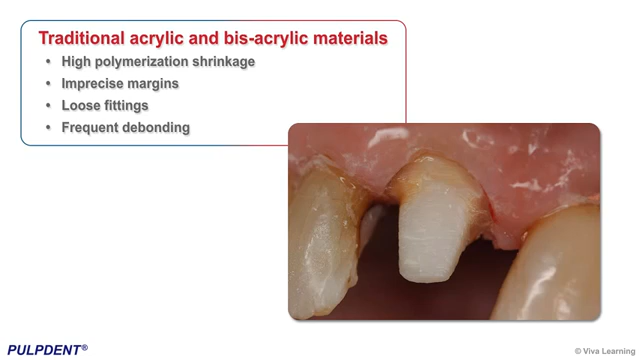 Traditional acrylic and bis-acrylic materials
• High polymerization shrinkage
• Imprecise margins
• Loose fittings
• Frequent debonding
PULPDENT®
© Viva Learning